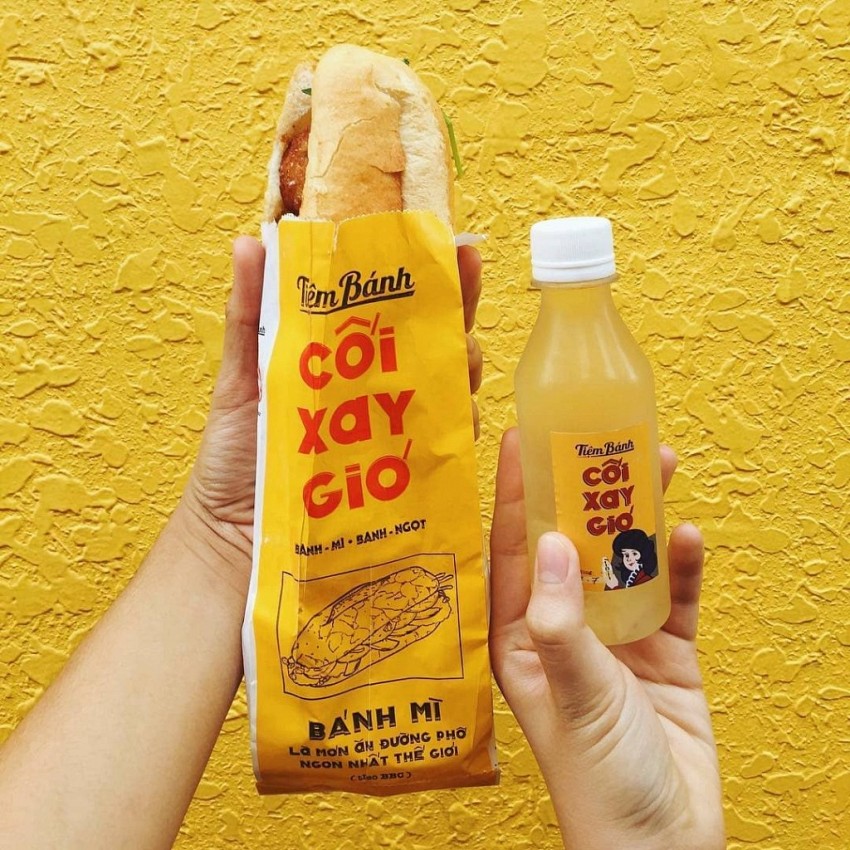 Tiệm Bánh
CỐI
XAY
GIÓ
BÁNH - MÌ • BÁNH - NGỌT
BÁNH MÌ
Là MÓN ĂN ĐƯỜNG PHỐ
NGON NHẤT THẾ GIỚI
(theo BBC)
Tiệm Bánh
CỐI
XAY
GIÓ